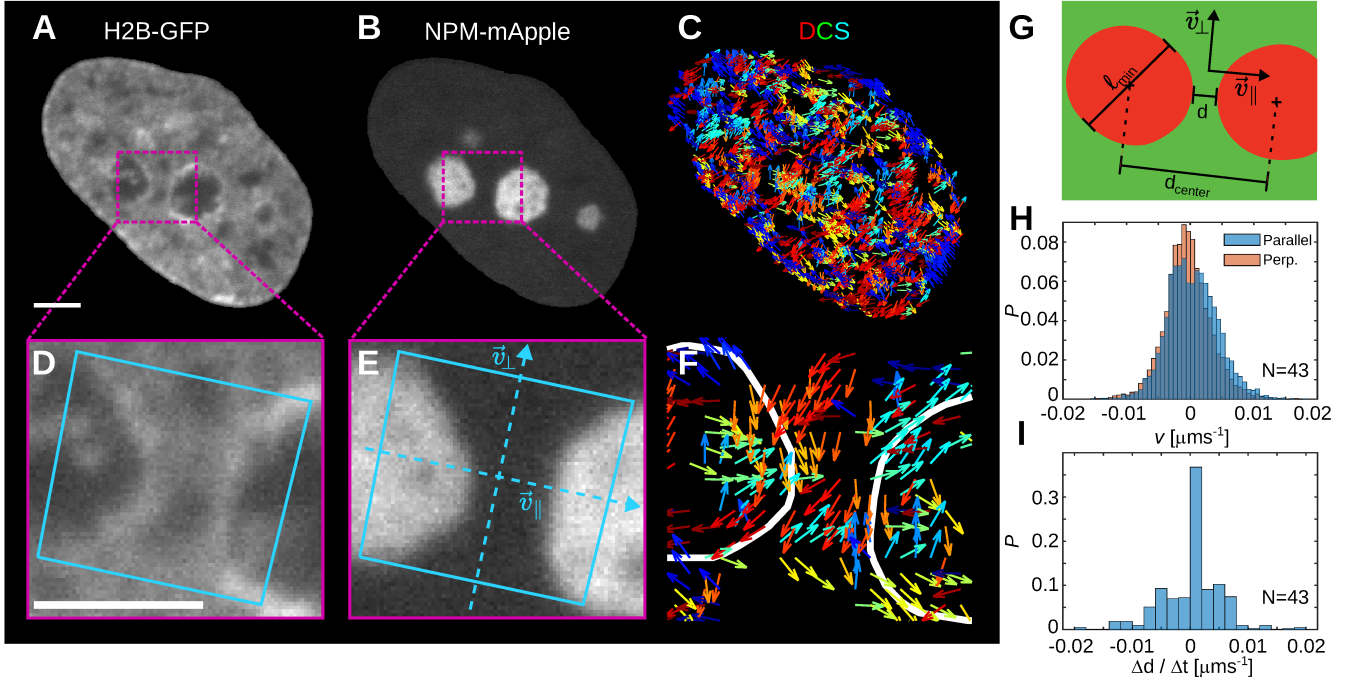 A
H2B-GFP
B
NPM-mApple
C
DCS
D
E
v⃗⊥
v⃗∥
F
G
v⃗⊥
ℓmin
v⃗∥
d
dcenter
H
0.08
0.06
0.04
0.02
0
P
Parallel
Perp.
N=43
-0.02
-0.01
0
0.01
0.02
v [μms⁻¹]
I
0.3
0.2
0.1
0
P
N=43
-0.02
-0.01
0
0.01
0.02
Δd / Δt [μms⁻¹]